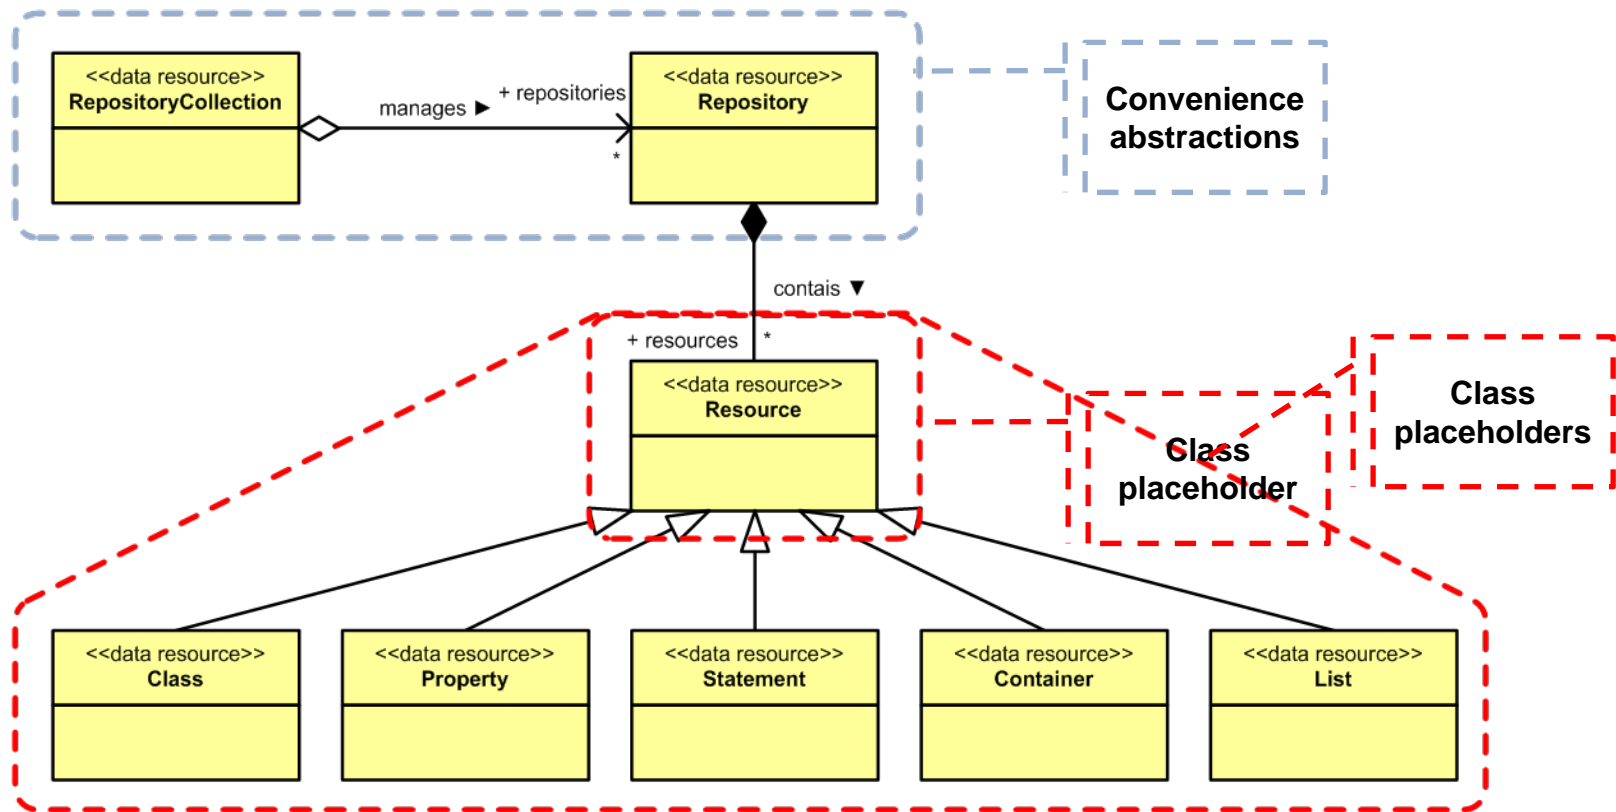 <<data resource>>
RepositoryCollection
manages ►
+ repositories
*
<<data resource>>
Repository
Convenience
abstractions
contais ▼
+ resources
*
<<data resource>>
Resource
Class
placeholder
Class
placeholders
<<data resource>>
Class
<<data resource>>
Property
<<data resource>>
Statement
<<data resource>>
Container
<<data resource>>
List